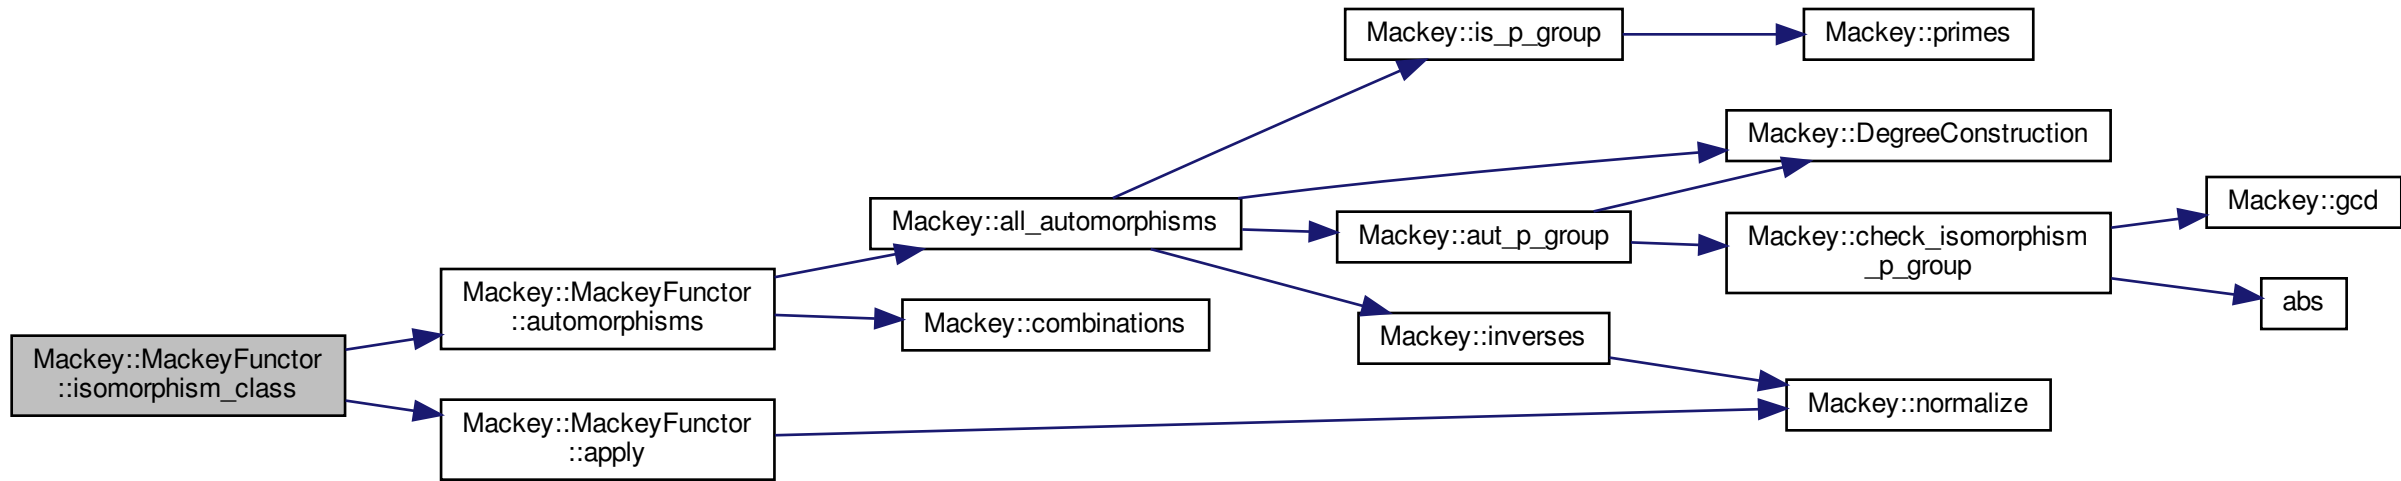 Mackey::is_p_group
Mackey::primes
Mackey::DegreeConstruction
Mackey::gcd
Mackey::all_automorphisms
Mackey::aut_p_group
Mackey::check_isomorphism
_p_group
Mackey::MackeyFunctor
::automorphisms
Mackey::combinations
abs
Mackey::inverses
Mackey::MackeyFunctor
::isomorphism_class
Mackey::normalize
Mackey::MackeyFunctor
::apply